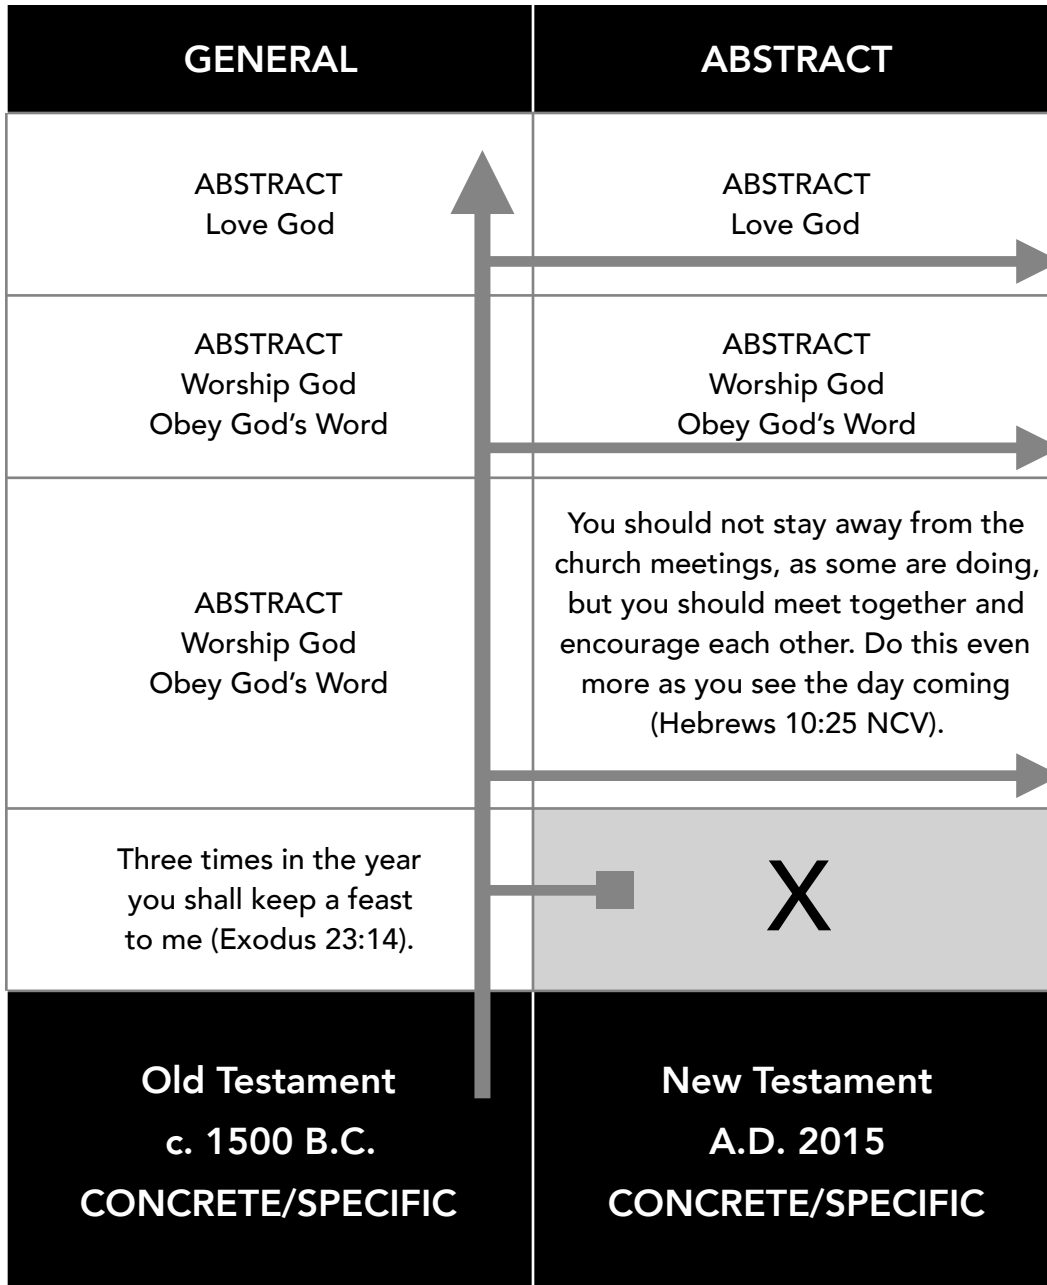 GENERAL
ABSTRACT
ABSTRACT
Love God
ABSTRACT
Love God
ABSTRACT
Worship God
Obey God’s Word
ABSTRACT
Worship God
Obey God’s Word
ABSTRACT
Worship God
Obey God’s Word
You should not stay away from the
church meetings, as some are doing,
but you should meet together and
encourage each other. Do this even
more as you see the day coming
(Hebrews 10:25 NCV).
Three times in the year
you shall keep a feast
to me (Exodus 23:14).
X
Old Testament
c. 1500 B.C.
CONCRETE/SPECIFIC
New Testament
A.D. 2015
CONCRETE/SPECIFIC